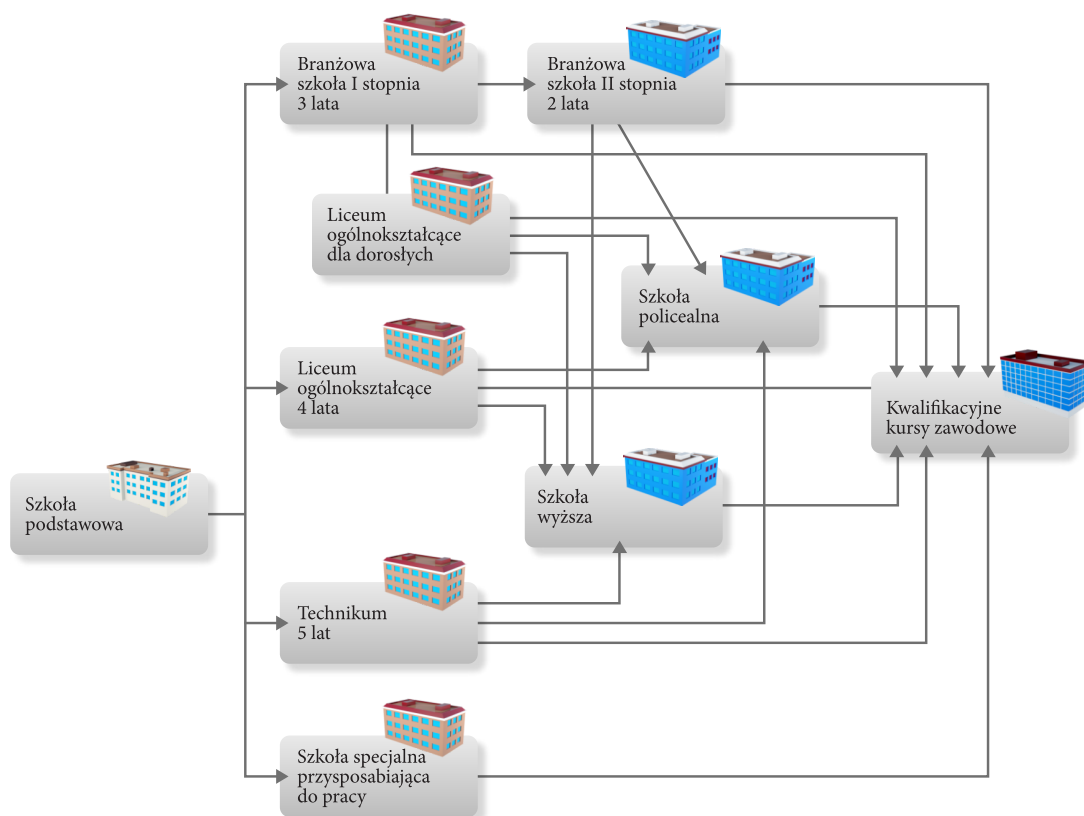 Branżowa
szkoła I stopnia
3 lata
Branżowa
szkoła II stopnia
2 lata
Liceum
ogólnokształcące
dla dorosłych
Szkoła
policealna
Liceum
ogólnokształcące
4 lata
Kwalifikacyjne
kursy zawodowe
Szkoła
podstawowa
Szkoła
wyższa
Technikum
5 lat
Szkoła specjalna
przysposabiająca
do pracy